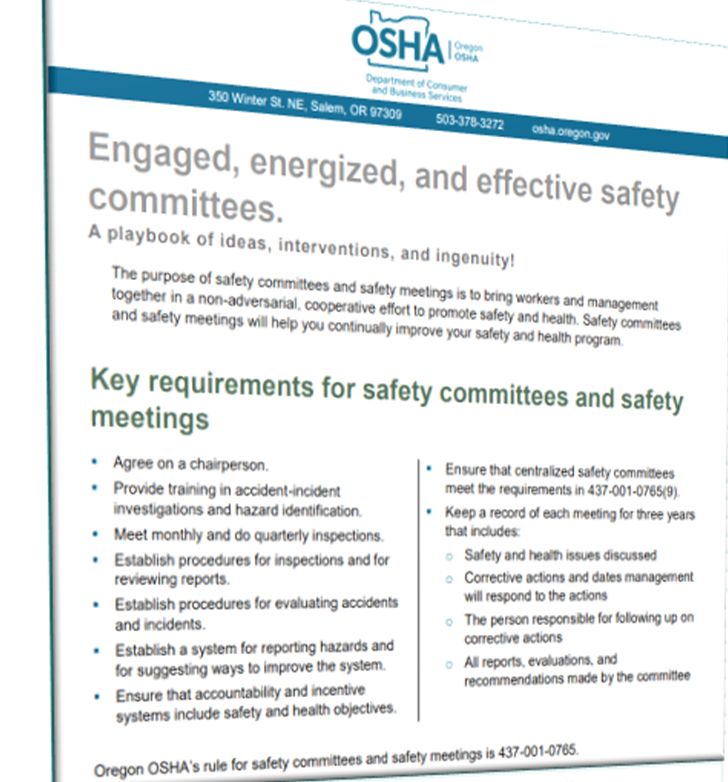 OSHA
Oregon
OSHA
Department of Consumer
and Business Services
350 Winter St. NE, Salem, OR 97309 503-378-3272 osha.oregon.gov
Engaged, energized, and effective safety
committees.
A playbook of ideas, interventions, and ingenuity!
The purpose of safety committees and safety meetings is to bring workers and management
together in a non-adversarial, cooperative effort to promote safety and health. Safety committees
and safety meetings will help you continually improve your safety and health program.
Key requirements for safety committees and safety
meetings
• Agree on a chairperson.
• Provide training in accident-incident
investigations and hazard identification.
• Meet monthly and do quarterly inspections.
• Establish procedures for inspections and for
reviewing reports.
• Establish procedures for evaluating accidents
and incidents.
• Establish a system for reporting hazards and
for suggesting ways to improve the system.
• Ensure that accountability and incentive
systems include safety and health objectives.
• Ensure that centralized safety committees
meet the requirements in 437-001-0765(9).
• Keep a record of each meeting for three years
that includes:
○ Safety and health issues discussed
○ Corrective actions and dates management
will respond to the actions
○ The person responsible for following up on
corrective actions
○ All reports, evaluations, and
recommendations made by the committee
Oregon OSHA's rule for safety committees and safety meetings is 437-001-0765.